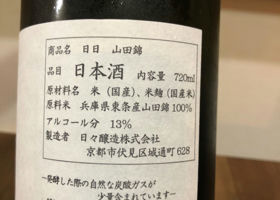 商品名 日日 山田錦
品目 日本酒 内容量 720ml
原材料名 米(国産)、米麹(国産米)
原料米 兵庫県東条産山田錦100%
アルコール分 13%
製造者 日々醸造株式会社
京都市伏見区城通町628
―発酵した際の自然な炭酸ガスが
少量含まれています―